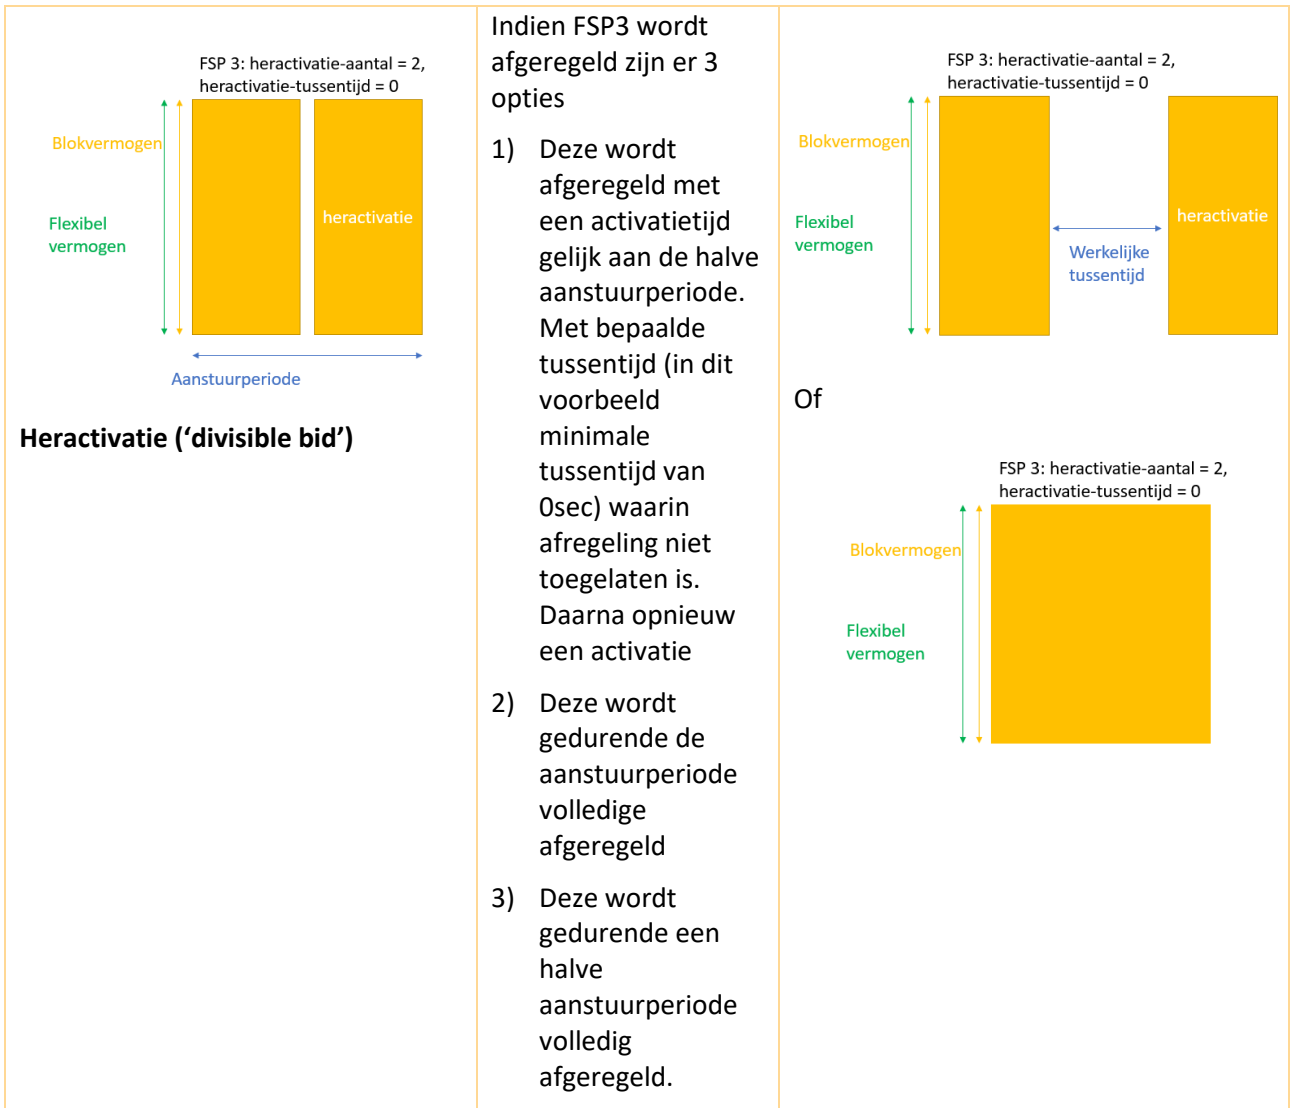 FSP 3: heractivatie-aantal = 2,
heractivatie-tussentijd = 0
Blokvermogen
Flexibel
vermogen
heractivatie
Aanstuurperiode
Heractivatie (‘divisible bid’)
Indien FSP3 wordt
afgeregeld zijn er 3
opties
1) Deze wordt
afgeregeld met
een activatietijd
gelijk aan de halve
aanstuurperiode.
Met bepaalde
tussentijd (in dit
voorbeeld
minimale
tussentijd van
0sec) waarin
afregeling niet
toegelaten is.
Daarna opnieuw
een activatie
2) Deze wordt
gedurende de
aanstuurperiode
volledige
afgeregeld
3) Deze wordt
gedurende een
halve
aanstuurperiode
volledig
afgeregeld.
FSP 3: heractivatie-aantal = 2,
heractivatie-tussentijd = 0
Blokvermogen
Flexibel
vermogen
heractivatie
Werkelijke
tussentijd
Of
FSP 3: heractivatie-aantal = 2,
heractivatie-tussentijd = 0
Blokvermogen
Flexibel
vermogen